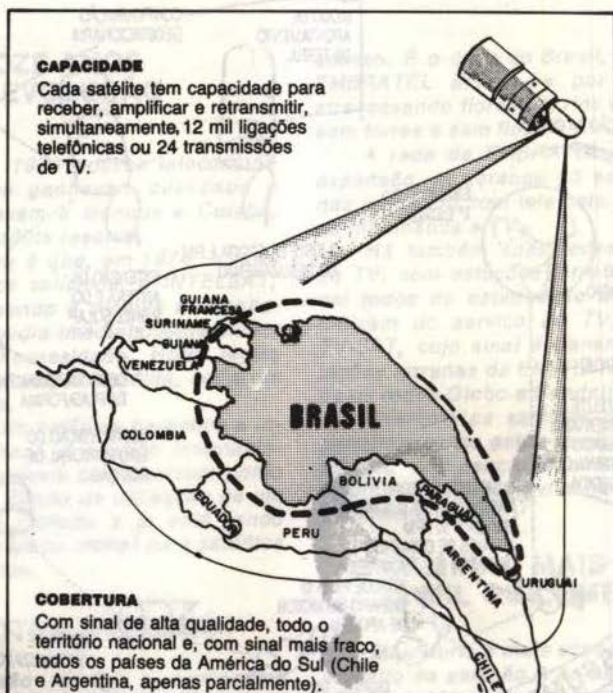 CAPACIDADE
Cada satélite tem capacidade para
receber, amplificar e retransmitir,
simultaneamente, 12 mil ligações
telefônicas ou 24 transmissões
de TV.
GUIANA
FRANCESA
SURINAME
GUIANA
VENEZUELA
COLOMBIA
BRASIL
EQUADOR
PERU
BOLÍVIA
PARAGUAI
ARGENTINA
URUGUAI
CHILE
COBERTURA
Com sinal de alta qualidade, todo o
território nacional e, com sinal mais fraco,
todos os países da América do Sul (Chile
e Argentina, apenas parcialmente).